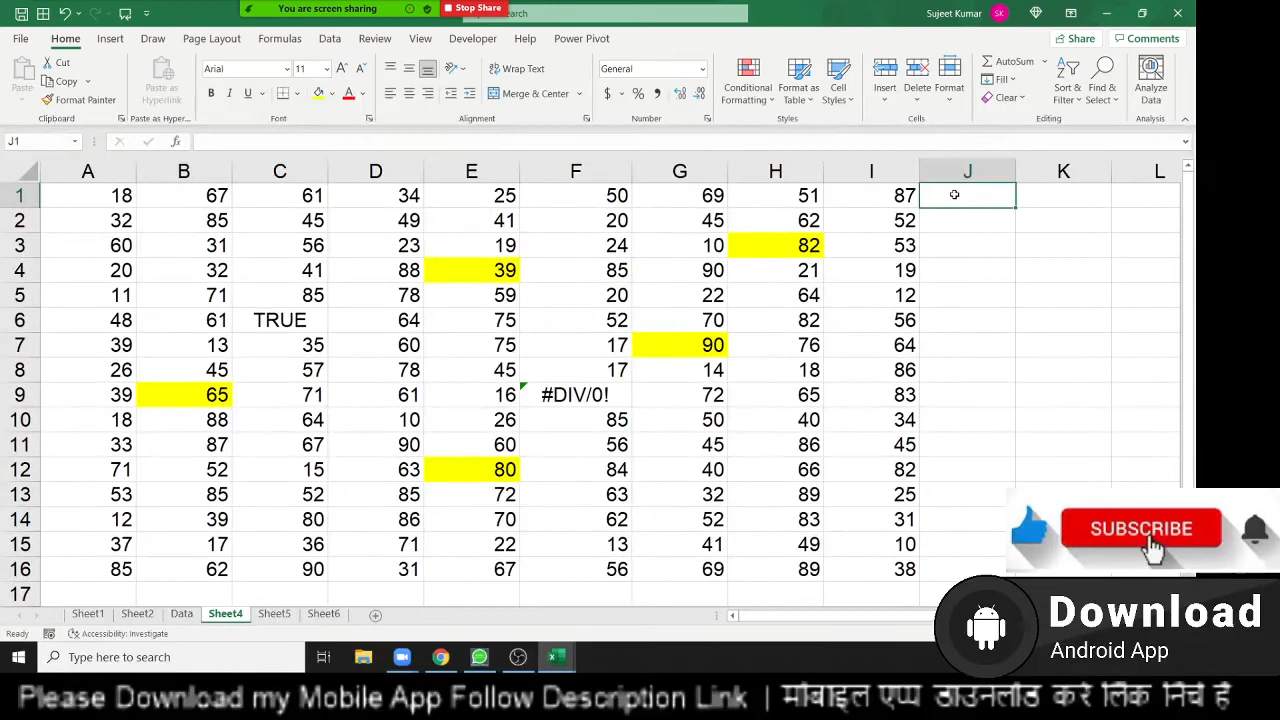 You are screen sharing
Stop Share
Search
Sujeet Kumar
SK
File Home Insert Draw Page Layout Formulas Data Review View Developer Help Power Pivot
Share Comments
Paste
Cut
Copy
Format Painter
Clipboard
Paste as Hyperlink
Paste as Hyper...
Arial 11
B I U
Font
Wrap Text
Merge & Center
Alignment
General
$ %
Number
Conditional Formatting
Format as Table
Cell Styles
Styles
Insert Delete Format
Cells
AutoSum
Fill
Clear
Sort & Filter
Find & Select
Editing
Analyze Data
Analysis
J1
fx
A B C D E F G H I J K L
1 18 67 61 34 25 50 69 51 87
2 32 85 45 49 41 20 45 62 52
3 60 31 56 23 19 24 10 82 53
4 20 32 41 88 39 85 90 21 19
5 11 71 85 78 59 20 22 64 12
6 48 61 TRUE 64 75 52 70 82 56
7 39 13 35 60 75 17 90 76 64
8 26 45 57 78 45 17 14 18 86
9 39 65 71 61 16 #DIV/0! 72 65 83
10 18 88 64 10 26 85 50 40 34
11 33 87 67 90 60 56 45 86 45
12 71 52 15 63 80 84 40 66 82
13 53 85 52 85 72 63 32 89 25
14 12 39 80 86 70 62 52 83 31
15 37 17 36 71 22 13 41 49 10
16 85 62 90 31 67 56 69 89 38
17
SUBSCRIBE
Sheet1 Sheet2 Data Sheet4 Sheet5 Sheet6
Ready
Accessibility: Investigate
Download
Android App
Type here to search
Please Download my Mobile App Follow Description Link | मोबाइल एप्प डाउनलोड करे लिंक निचे है